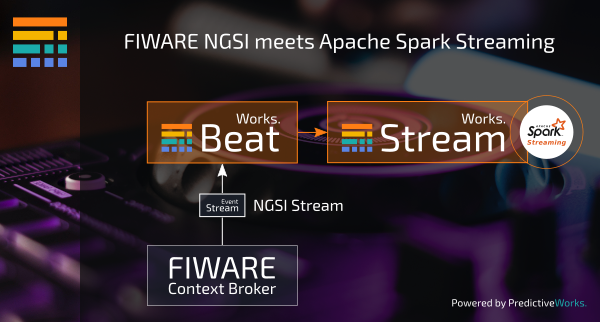 FIWARE NGSI meets Apache Spark Streaming
Works.
Beat
Works.
Stream
APACHE
Spark
Streaming
Event
Stream
NGSI Stream
FIWARE
Context Broker
Powered by PredictiveWorks.